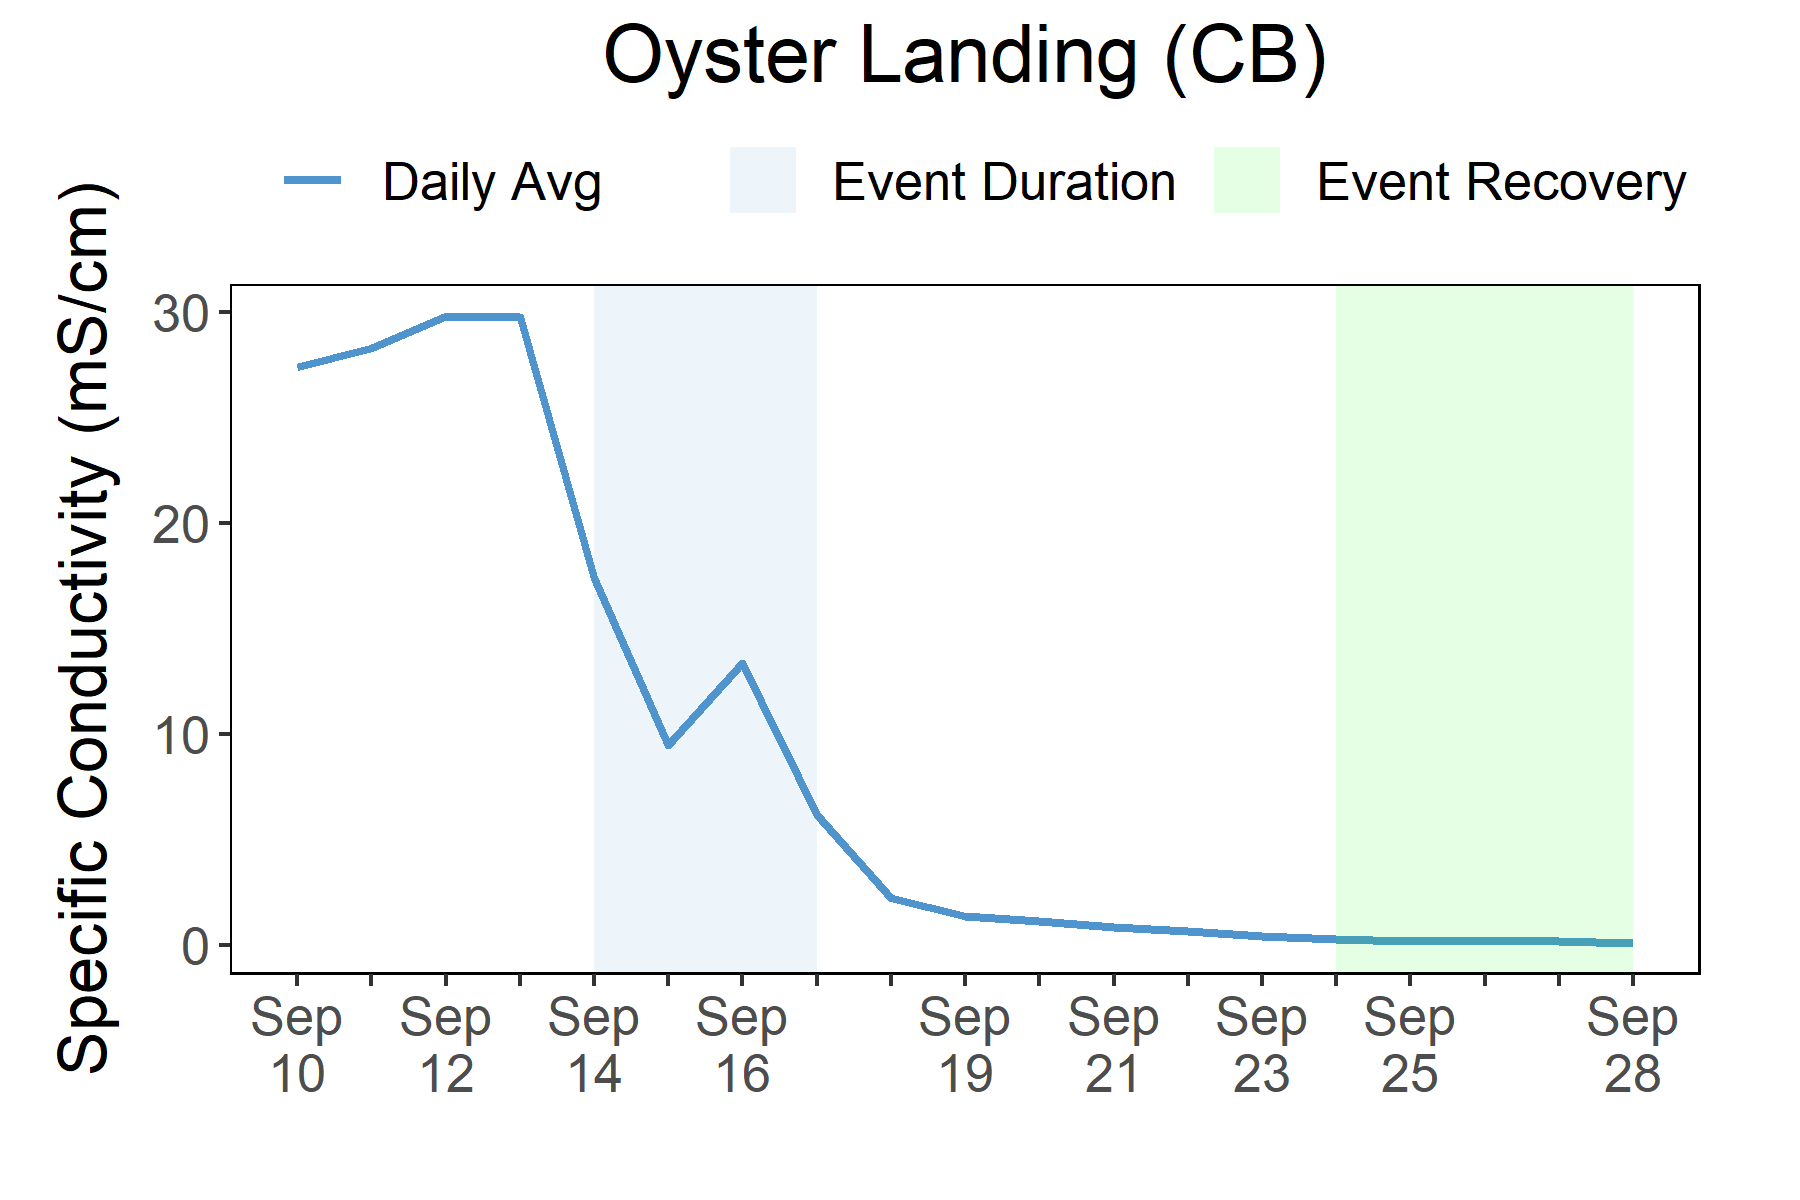 Oyster Landing (CB)
Daily Avg Event Duration Event Recovery
Specific Conductivity (mS/cm)
30
20
10
0
Sep Sep Sep Sep Sep Sep Sep Sep Sep
10 12 14 16 19 21 23 25 28